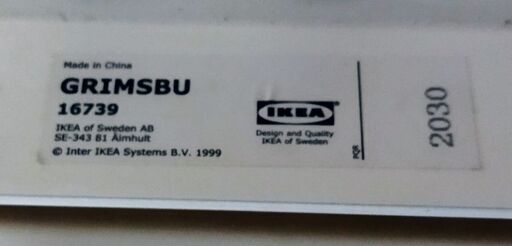 Made in China
GRIMSBU
16739
IKEA of Sweden AB
SE-343 81 Älmhult
© Inter IKEA Systems B.V. 1999
IKEA
Design and Quality
IKEA of Sweden
PQR
2030